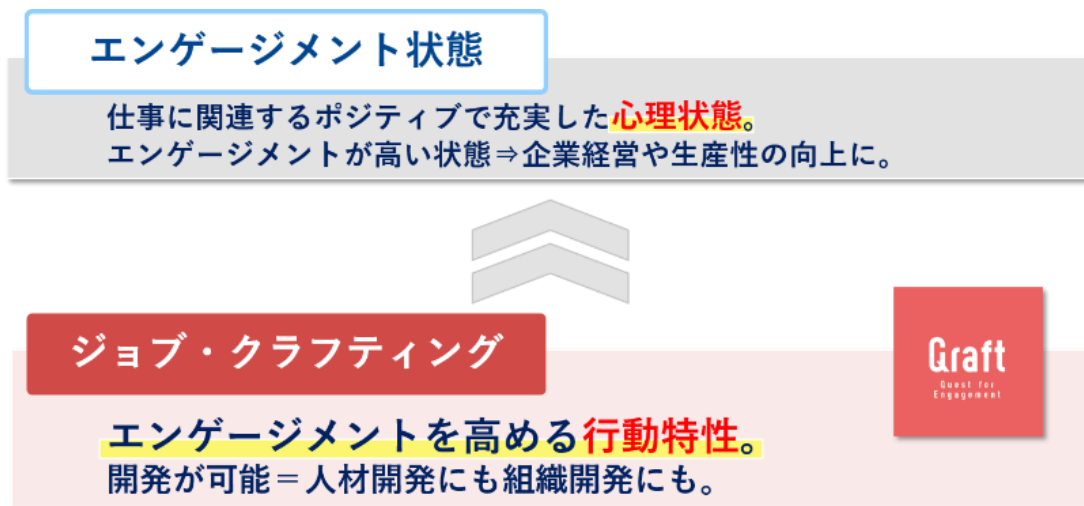 エンゲージメント状態
仕事に関連するポジティブで充実した心理状態。
エンゲージメントが高い状態⇒企業経営や生産性の向上に。
ジョブ・クラフティング
Qraft
Quest for
Engagement
エンゲージメントを高める行動特性。
開発が可能＝人材開発にも組織開発にも。